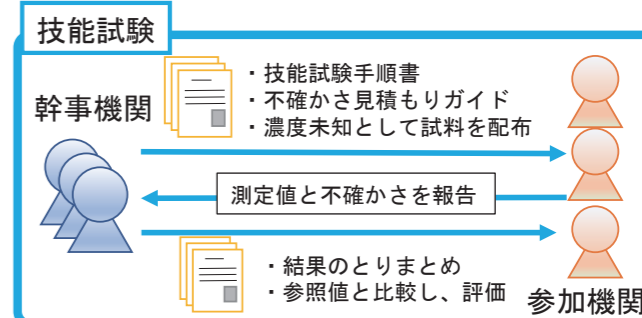 技能試験
幹事機関
・技能試験手順書
・不確かさ見積もりガイド
・濃度未知として試料を配布
測定値と不確かさを報告
・結果のとりまとめ
・参照値と比較し、評価
参加機関